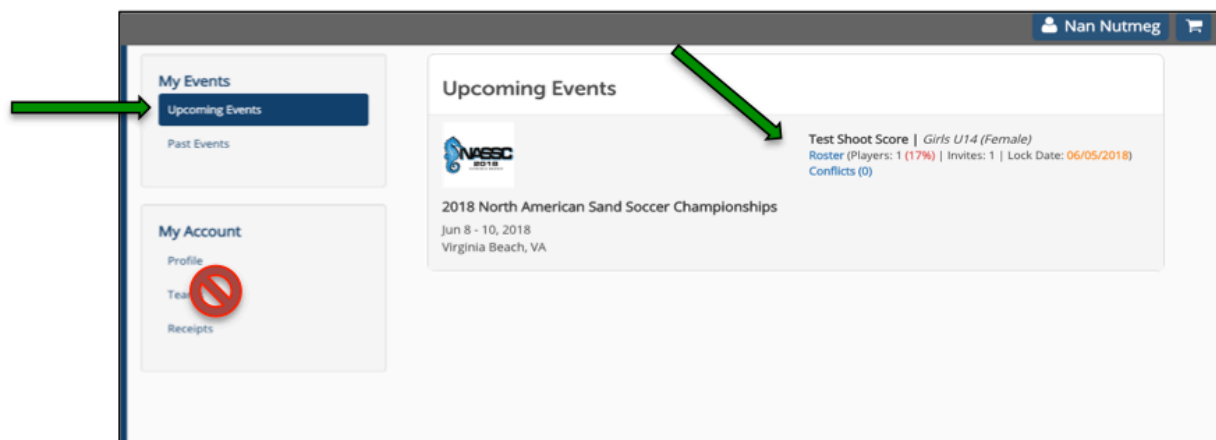 Nan Nutmeg
My Events
Upcoming Events
Past Events
My Account
Profile
Receipts
Upcoming Events
NASSC
2018
Test Shoot Score | Girls U14 (Female)
Roster (Players: 1 (17%) | Invites: 1 | Lock Date: 06/05/2018)
Conflicts (0)
2018 North American Sand Soccer Championships
Jun 8 - 10, 2018
Virginia Beach, VA